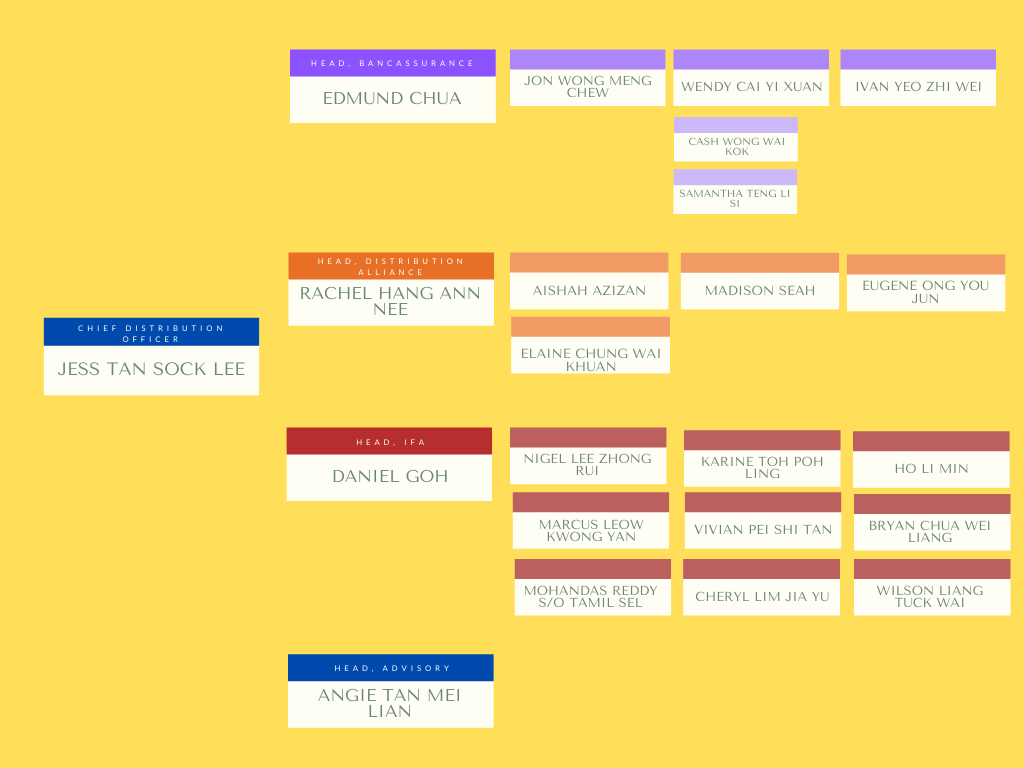 HEAD, BANCASSURANCE
EDMUND CHUA
JON WONG MENG
CHEW
WENDY CAI YI XUAN
IVAN YEO ZHI WEI
CASH WONG WAI
KOK
SAMANTHA TENG LI
SI
HEAD, DISTRIBUTION
ALLIANCE
RACHEL HANG ANN
NEE
AISHAH AZIZAN
MADISON SEAH
EUGENE ONG YOU
JUN
ELAINE CHUNG WAI
KHUAN
CHIEF DISTRIBUTION
OFFICER
JESS TAN SOCK LEE
HEAD, IFA
DANIEL GOH
NIGEL LEE ZHONG
RUI
KARINE TOH POH
LING
HO LI MIN
MARCUS LEOW
KWONG YAN
VIVIAN PEI SHI TAN
BRYAN CHUA WEI
LIANG
MOHANDAS REDDY
S/O TAMIL SEL
CHERYL LIM JIA YU
WILSON LIANG
TUCK WAI
HEAD, ADVISORY
ANGIE TAN MEI
LIAN